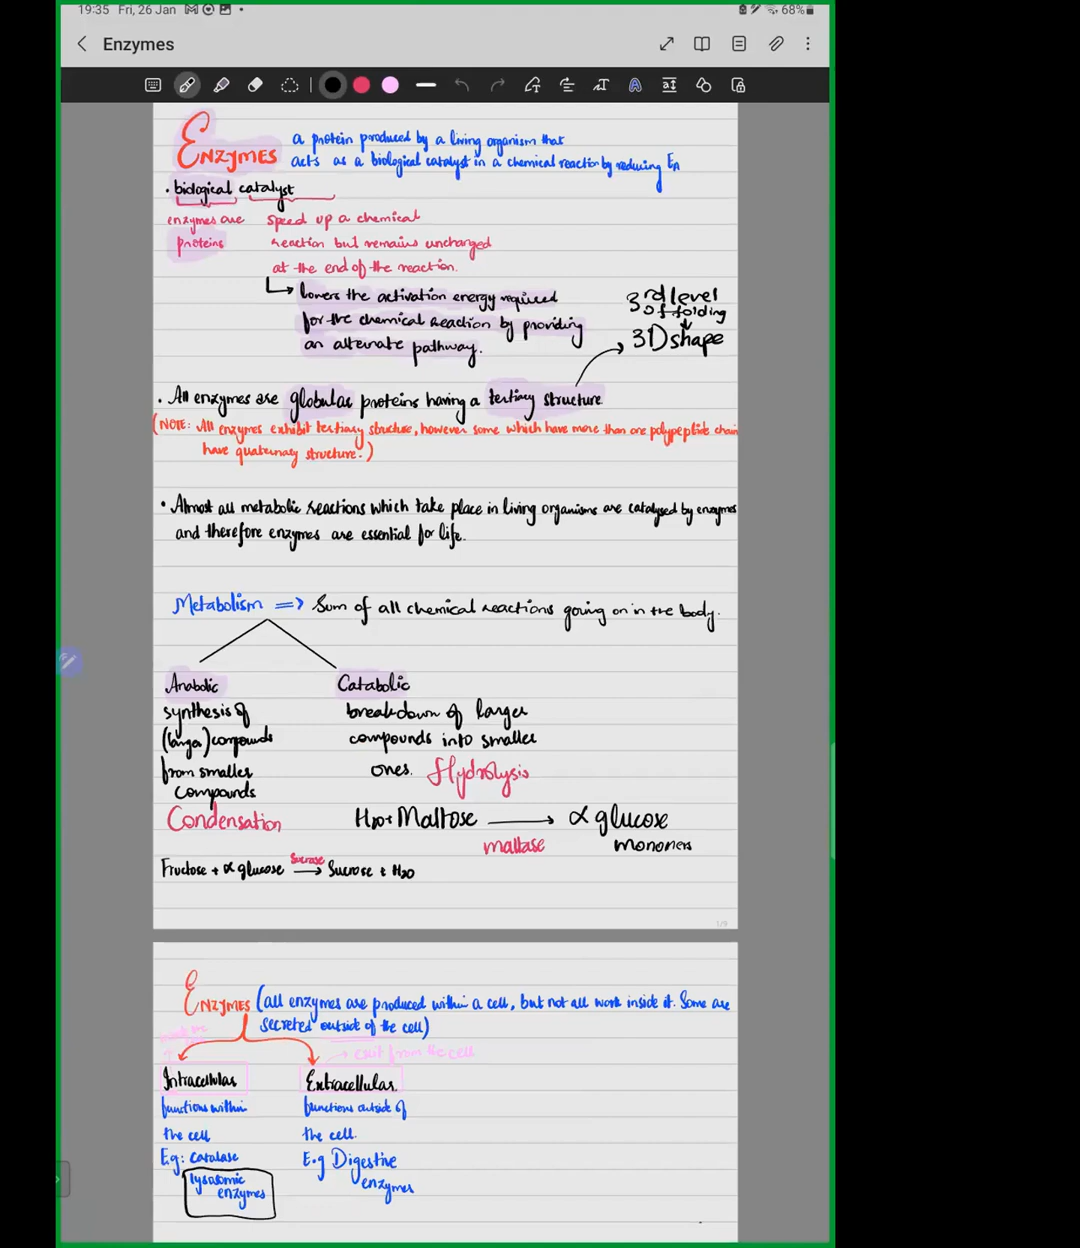 19:35 Fri, 26 Jan
68%
Enzymes
ENZYMES
a protein produced by a living organism that
acts as a biological catalyst in a chemical reaction by reducing EA
• biological catalyst
enzymes are speed up a chemical
proteins reaction but remains unchanged
at the end of the reaction.
↳ lowers the activation energy required
for the chemical reaction by providing
an alternate pathway.
3rd level
of folding
3D shape
• All enzymes are globular proteins having a tertiary structure.
(NOTE: All enzymes exhibit tertiary structure, however some which have more than one polypeptide chain
have quaternary structure.)
• Almost all metabolic reactions which take place in living organisms are catalysed by enzymes
and therefore enzymes are essential for life.
Metabolism => Sum of all chemical reactions going on in the body.
Anabolic
synthesis of
(large) compounds
from smaller
compounds
Condensation
Fructose + α glucose Sucrase → Sucrose + H2O
Catabolic
breakdown of larger
compounds into smaller
ones. Hydrolysis
H2O + Maltose → α glucose
maltase monomers
1/9
ENZYMES (all enzymes are produced within a cell, but not all work inside it. Some are
secreted outside of the cell)
→ exit from the cell
Intracellular
functions within
the cell
E.g: catalase
lysosomic
enzymes
Extracellular.
functions outside of
the cell.
E.g Digestive
enzymes